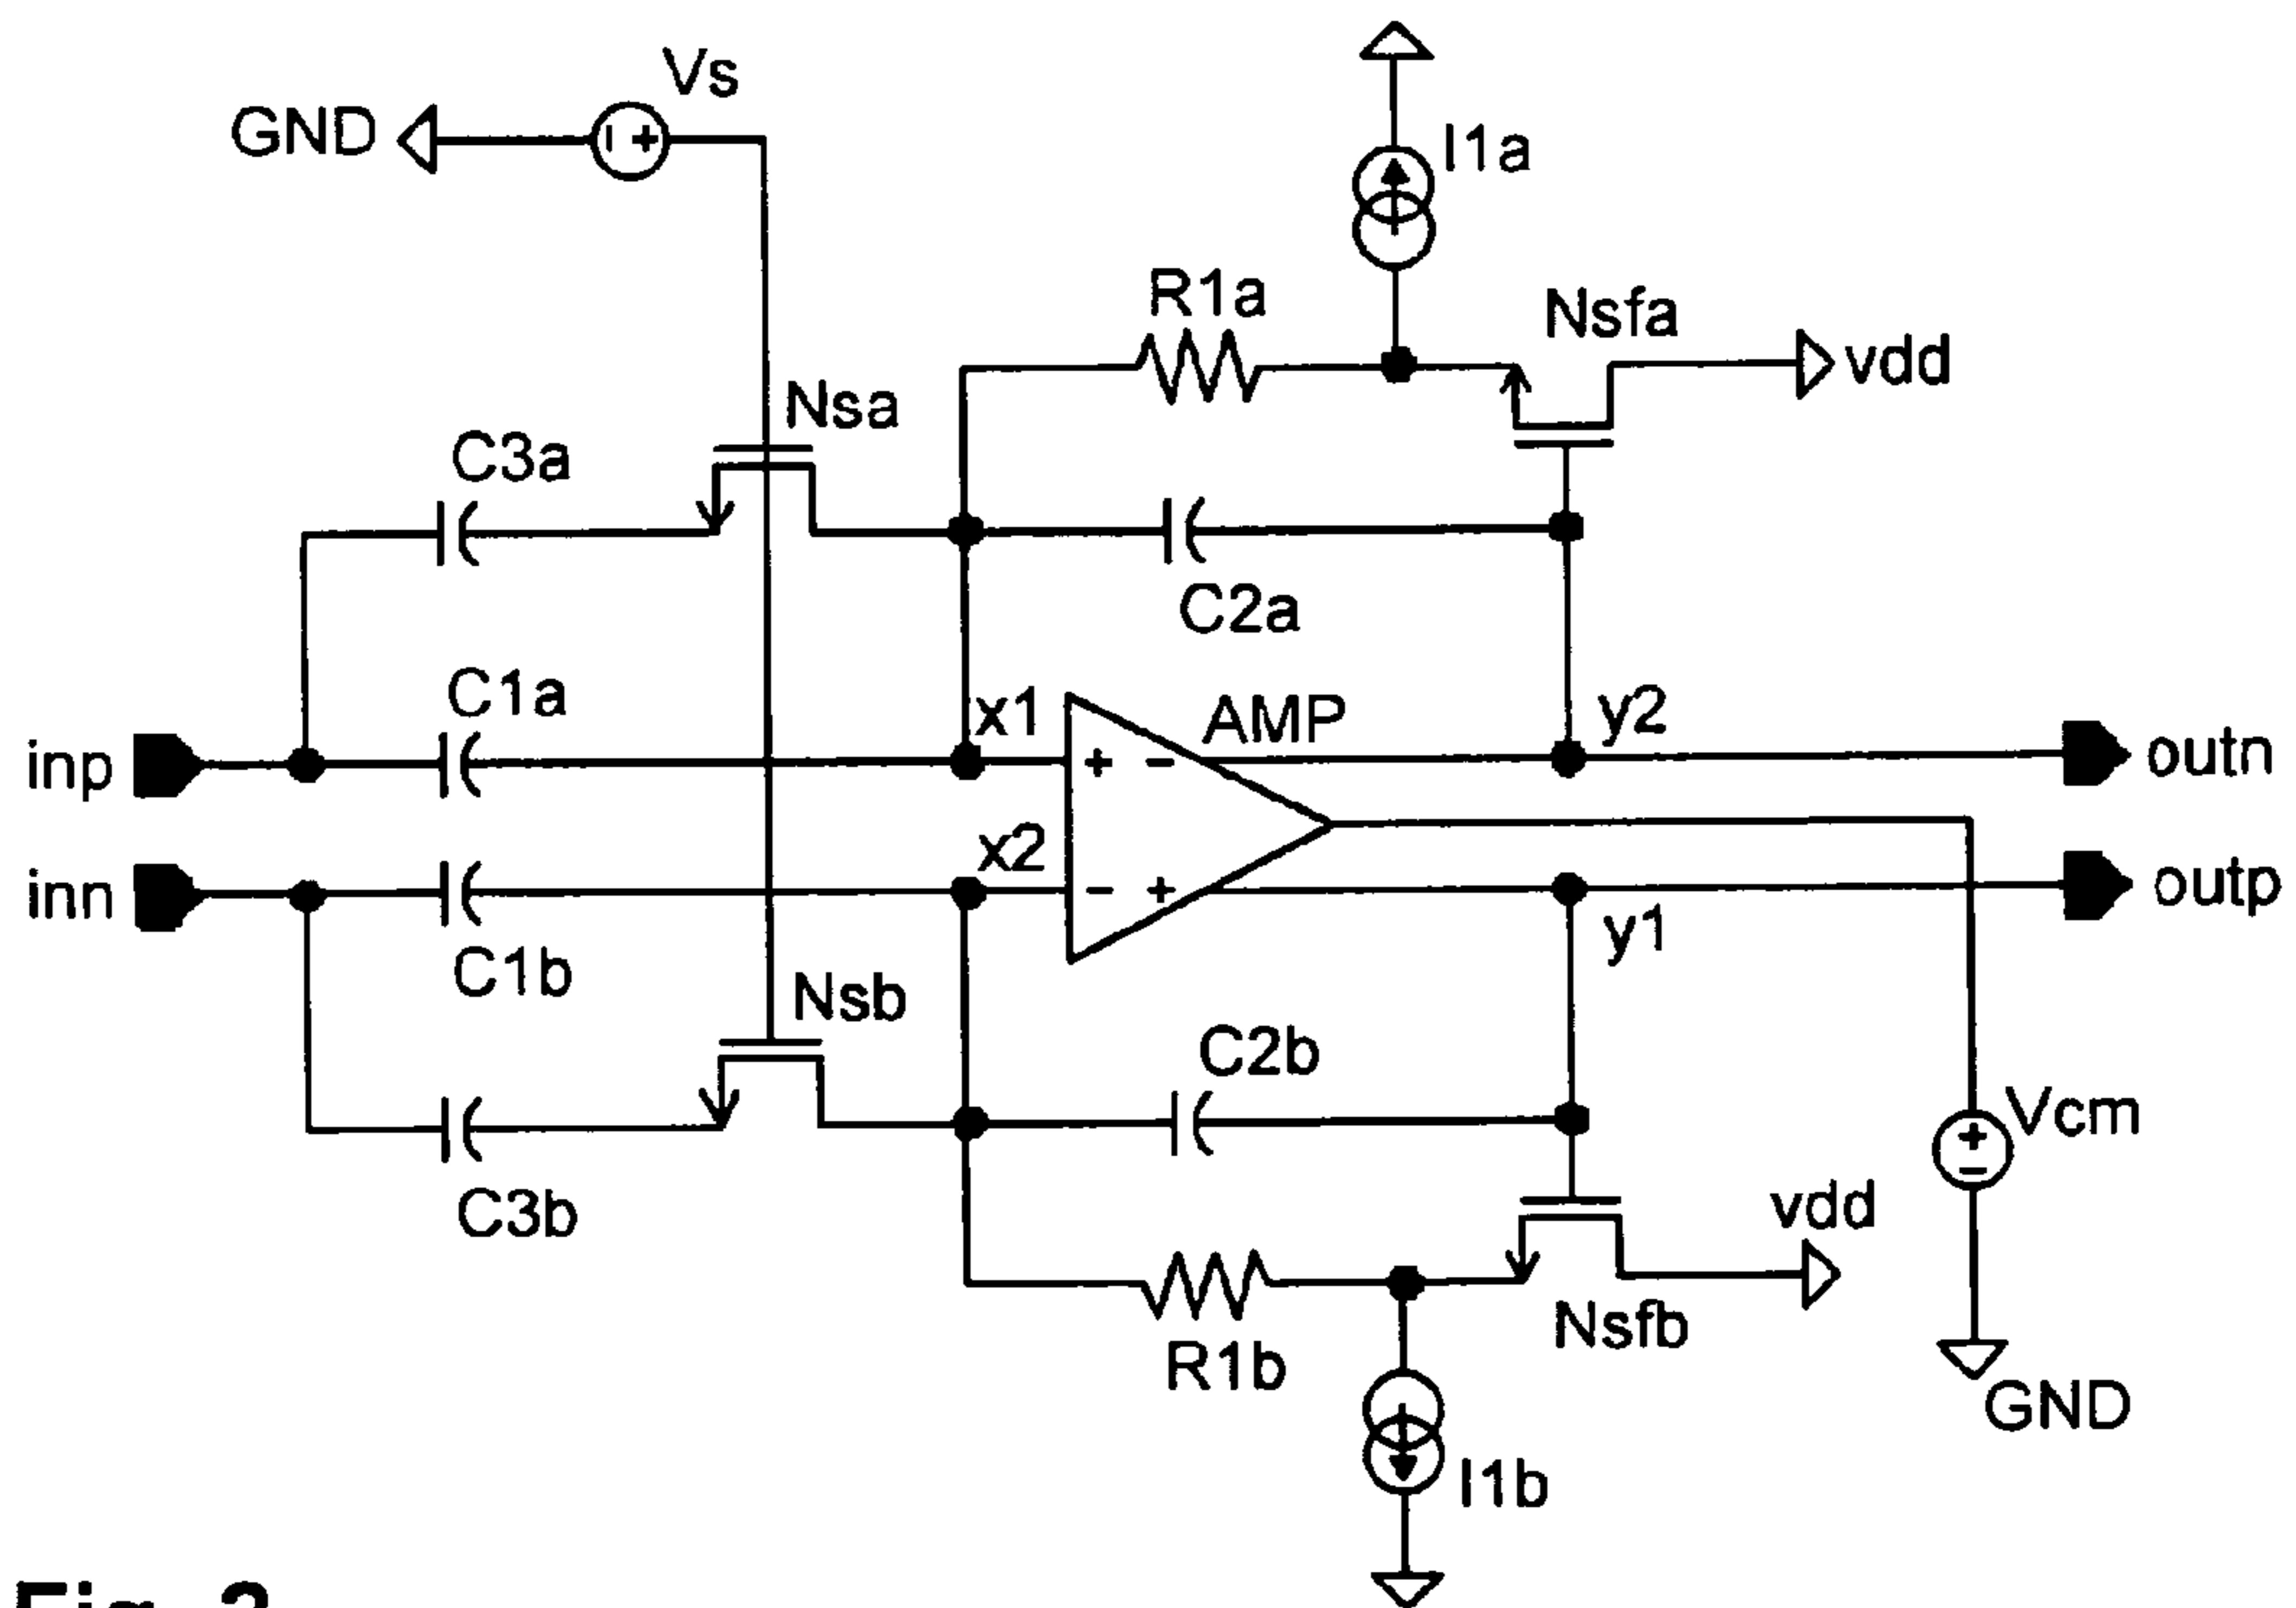 Vs
GND
I1a
R1a
Nsfa
vdd
Nsa
C3a
C2a
C1a
x1
AMP
y2
inp
+ -
outn
x2
inn
- +
outp
y1
C1b
Nsb
C2b
Vcm
C3b
vdd
Nsfb
R1b
GND
I1b